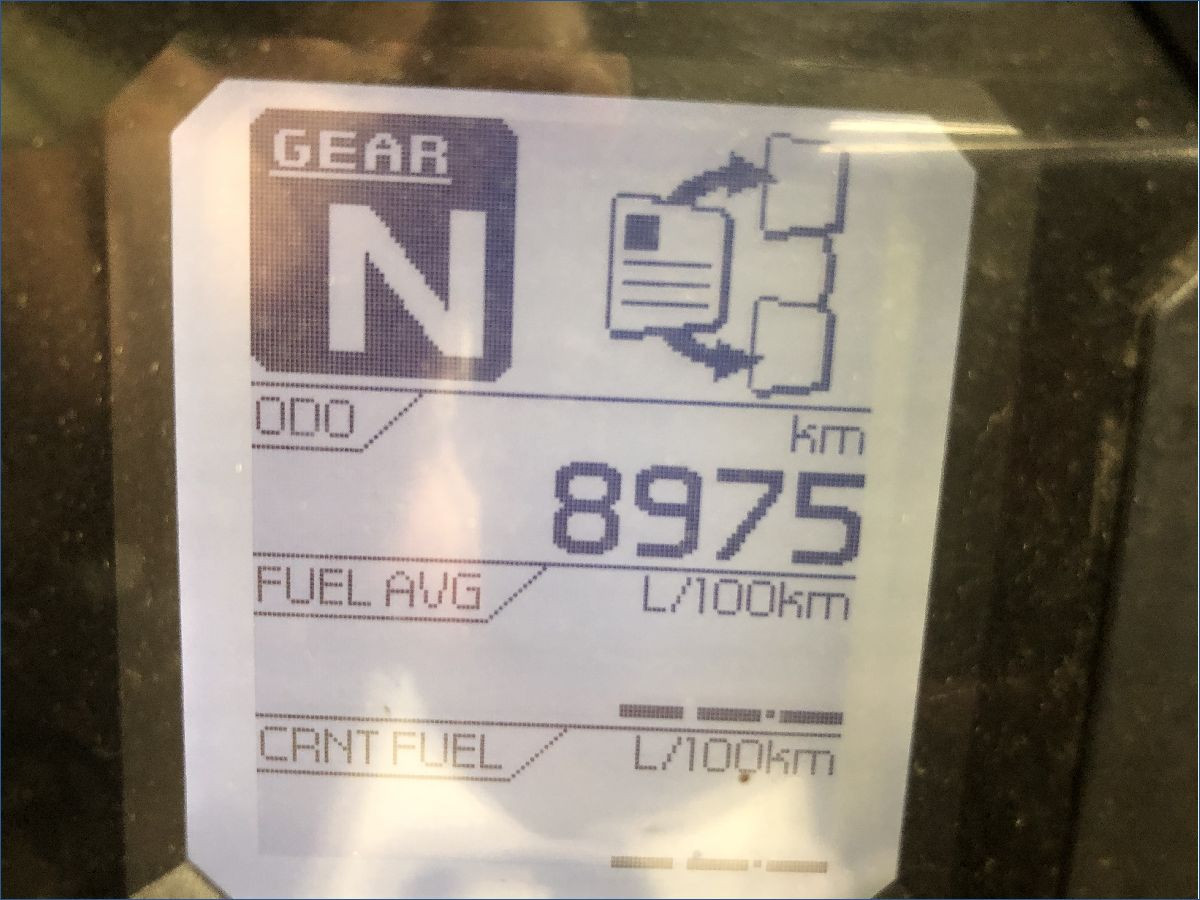 GEAR
N
ODO km
8975
FUEL AVG L/100km
-- --.--
CRNT FUEL L/100km
-- --.--